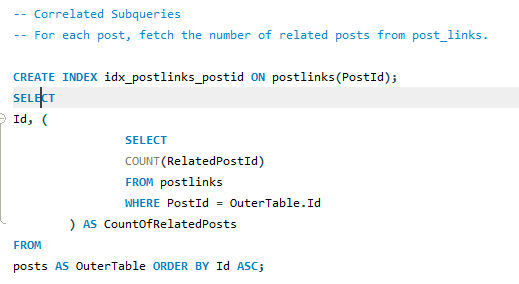 -- Correlated Subqueries
-- For each post, fetch the number of related posts from post_links.
CREATE INDEX idx_postlinks_postid ON postlinks(PostId);
SELECT
Id, (
SELECT
COUNT(RelatedPostId)
FROM postlinks
WHERE PostId = OuterTable.Id
) AS CountOfRelatedPosts
FROM
posts AS OuterTable ORDER BY Id ASC;